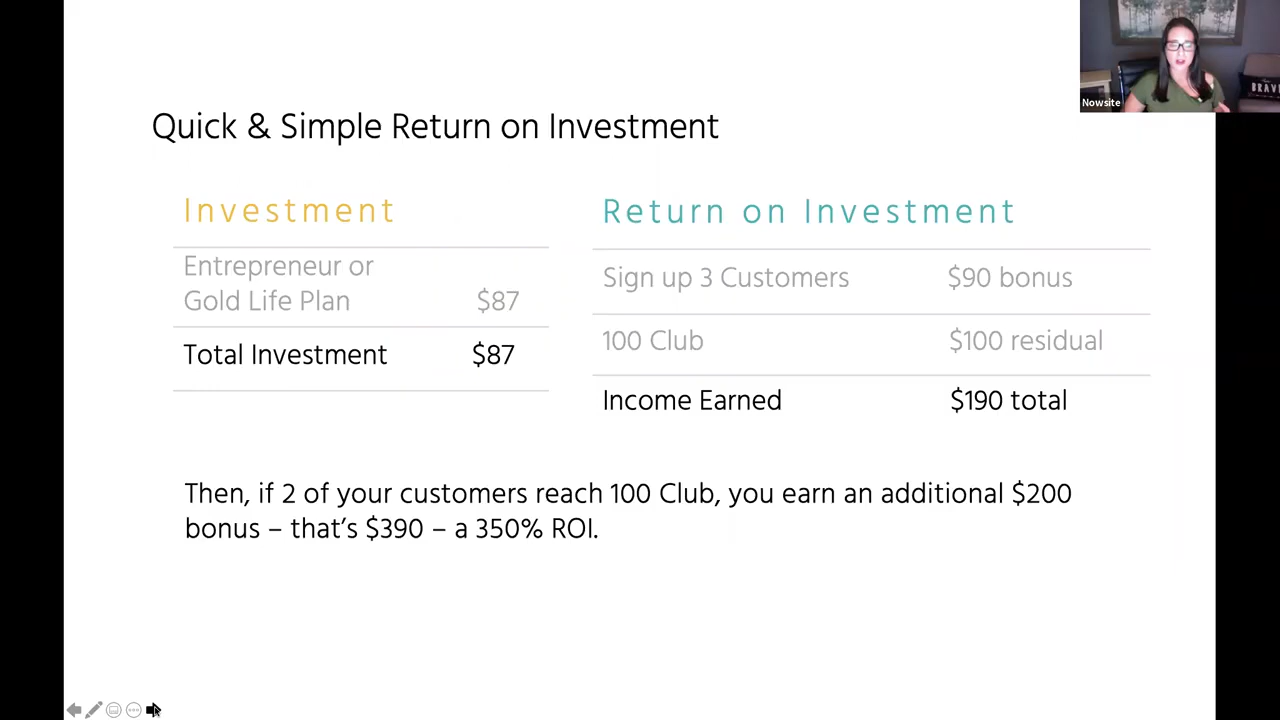 Nowsite
BRAVE
Quick & Simple Return on Investment
Investment
Entrepreneur or
Gold Life Plan $87
Total Investment $87
Return on Investment
Sign up 3 Customers $90 bonus
100 Club $100 residual
Income Earned $190 total
Then, if 2 of your customers reach 100 Club, you earn an additional $200
bonus – that's $390 – a 350% ROI.